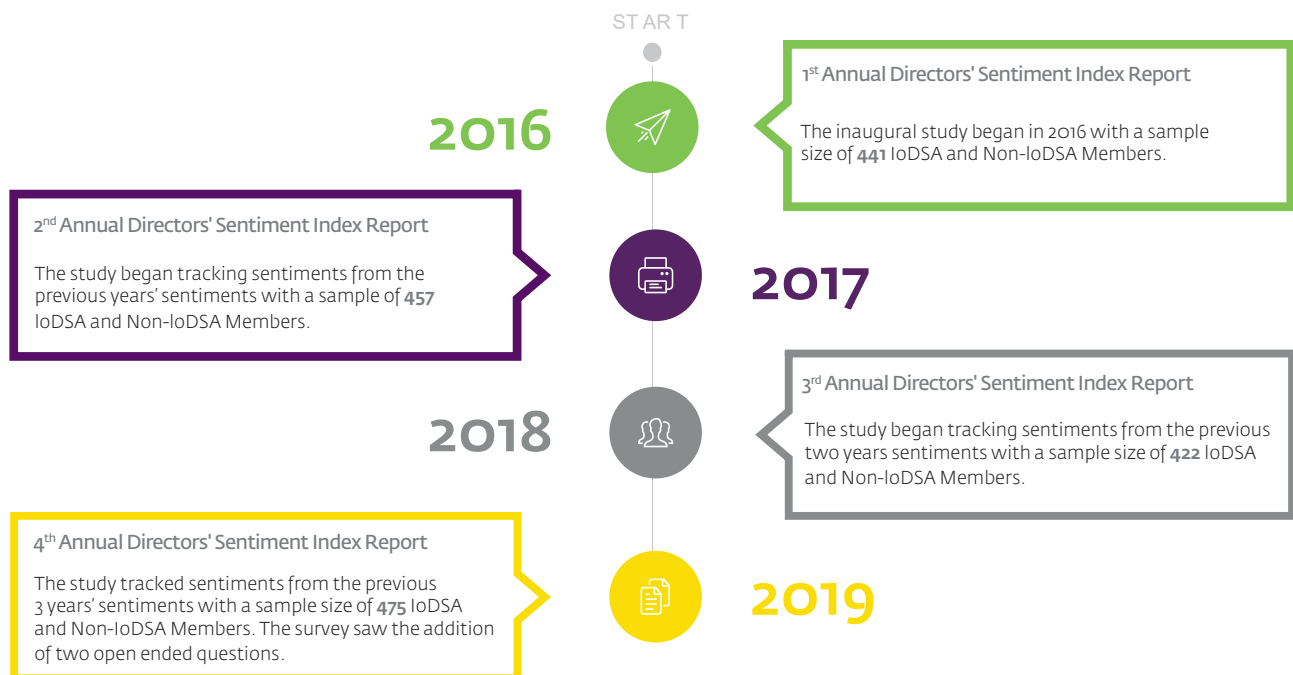 START
2016
1st Annual Directors' Sentiment Index Report
The inaugural study began in 2016 with a sample
size of 441 IoDSA and Non-IoDSA Members.
2nd Annual Directors' Sentiment Index Report
The study began tracking sentiments from the
previous years' sentiments with a sample of 457
IoDSA and Non-IoDSA Members.
2017
2018
3rd Annual Directors' Sentiment Index Report
The study began tracking sentiments from the previous
two years sentiments with a sample size of 422 IoDSA
and Non-IoDSA Members.
4th Annual Directors' Sentiment Index Report
The study tracked sentiments from the previous
3 years' sentiments with a sample size of 475 IoDSA
and Non-IoDSA Members. The survey saw the addition
of two open ended questions.
2019